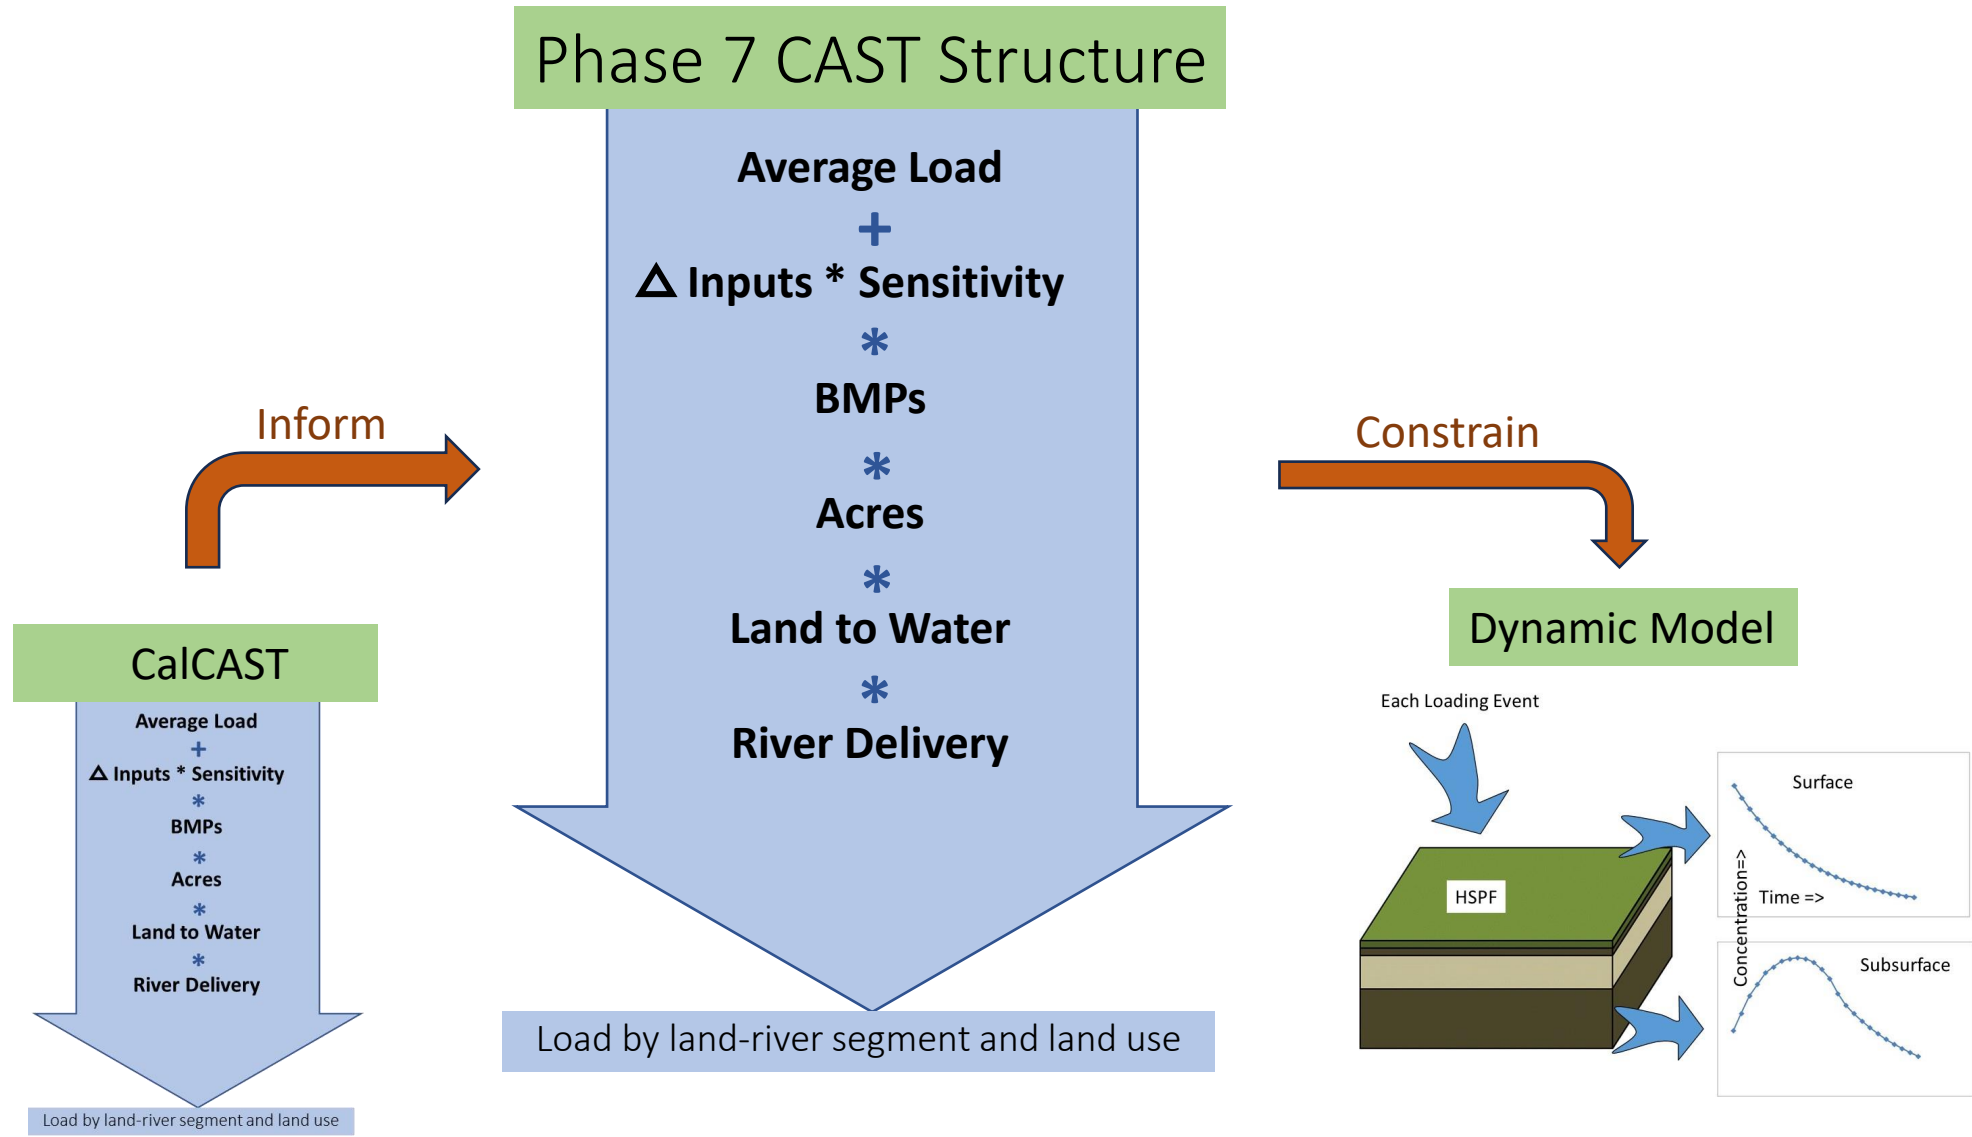 Phase 7 CAST Structure
Average Load
+
Δ Inputs * Sensitivity
*
BMPs
*
Acres
*
Land to Water
*
River Delivery
Load by land-river segment and land use
Inform
CalCAST
Average Load
+
Δ Inputs * Sensitivity
*
BMPs
*
Acres
*
Land to Water
*
River Delivery
Load by land-river segment and land use
Constrain
Dynamic Model
Each Loading Event
HSPF
Surface
Concentration=>
Time =>
Subsurface